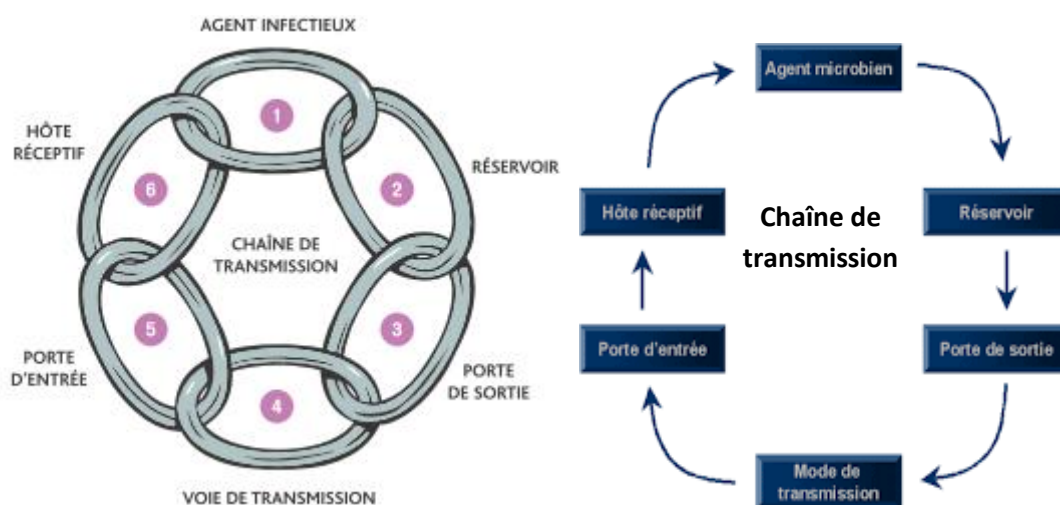 AGENT INFECTIEUX
1
HÔTE
RÉCEPTIF
RÉSERVOIR
6
2
CHAÎNE DE
TRANSMISSION
5
3
PORTE
D'ENTRÉE
PORTE
DE SORTIE
4
VOIE DE TRANSMISSION
Agent microbien
Hôte réceptif
Chaîne de
transmission
Réservoir
Porte d'entrée
Porte de sortie
Mode de
transmission